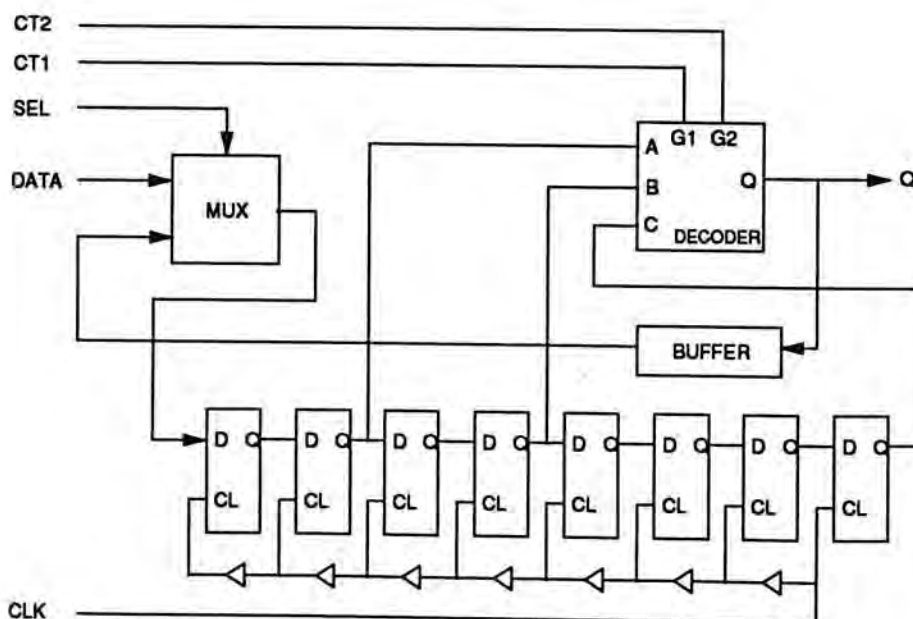 CT2
CT1
SEL
DATA
MUX
G1 G2
A
B
C
Q
DECODER
Q
BUFFER
D Q D Q D Q D Q D Q D Q D Q D Q
CL CL CL CL CL CL CL CL
CLK